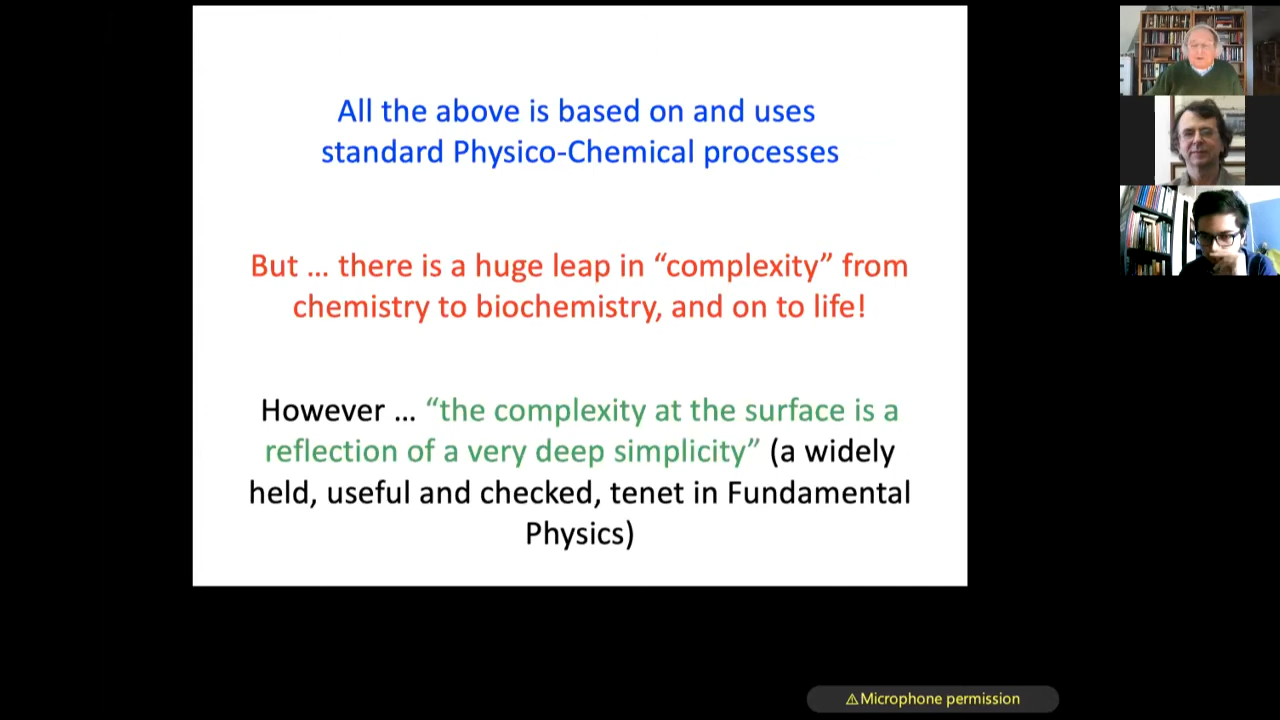 All the above is based on and uses
standard Physico-Chemical processes
But … there is a huge leap in “complexity” from
chemistry to biochemistry, and on to life!
However … “the complexity at the surface is a
reflection of a very deep simplicity” (a widely
held, useful and checked, tenet in Fundamental
Physics)
⚠Microphone permission